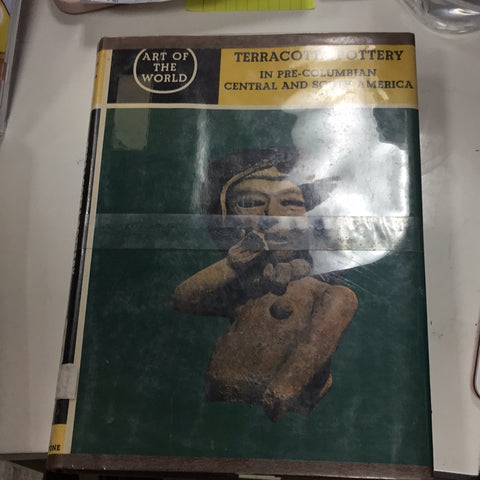 ART OF
THE
WORLD
TERRACOTTA POTTERY
IN PRE-COLUMBIAN
CENTRAL AND SOUTH AMERICA